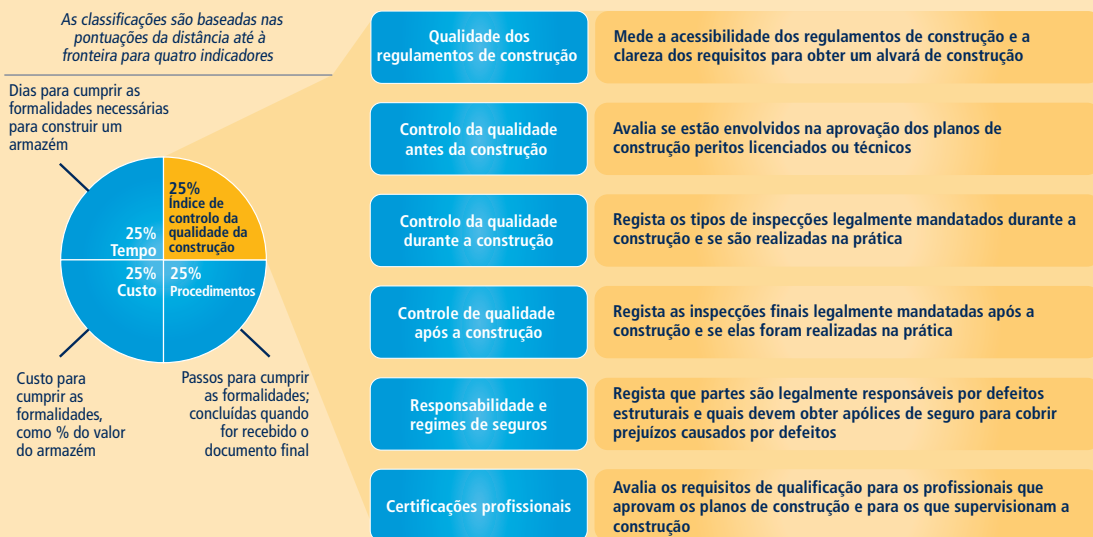 As classificações são baseadas nas
pontuações da distância até à
fronteira para quatro indicadores
Dias para cumprir as
formalidades necessárias
para construir um
armazém
25%
Tempo
25%
Índice de
controlo da
qualidade da
construção
25%
Custo
25%
Procedimentos
Custo para
cumprir as
formalidades,
como % do valor
do armazém
Passos para cumprir
as formalidades;
concluídas quando
for recebido o
documento final
Qualidade dos
regulamentos de construção
Mede a acessibilidade dos regulamentos de construção e a
clareza dos requisitos para obter um alvará de construção
Controlo da qualidade
antes da construção
Avalia se estão envolvidos na aprovação dos planos de
construção peritos licenciados ou técnicos
Controlo da qualidade
durante a construção
Regista os tipos de inspecções legalmente mandatados durante a
construção e se são realizadas na prática
Controle de qualidade
após a construção
Regista as inspecções finais legalmente mandatadas após a
construção e se elas foram realizadas na prática
Responsabilidade e
regimes de seguros
Regista que partes são legalmente responsáveis por defeitos
estruturais e quais devem obter apólices de seguro para cobrir
prejuízos causados por defeitos
Certificações profissionais
Avalia os requisitos de qualificação para os profissionais que
aprovam os planos de construção e para os que supervisionam a
construção